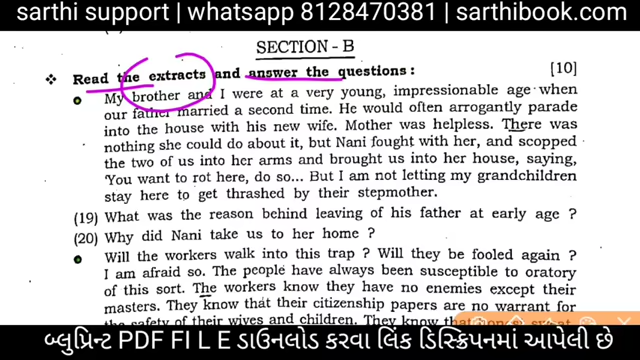 sarthi support | whatsapp 8128470381 | sarthibook.com
SECTION - B
❖ Read the extracts and answer the questions : [10]
● My brother and I were at a very young, impressionable age when
our father married a second time. He would often arrogantly parade
into the house with his new wife. Mother was helpless. There was
nothing she could do about it, but Nani fought with her, and scopped
the two of us into her arms and brought us into her house, saying,
'You want to rot here, do so... But I am not letting my grandchildren
stay here to get thrashed by their stepmother.
(19) What was the reason behind leaving of his father at early age ?
(20) Why did Nani take us to her home ?
● Will the workers walk into this trap ? Will they be fooled again ?
I am afraid so. The people have always been susceptible to oratory
of this sort. The workers know they have no enemies except their
masters. They know that their citizenship papers are no warrant for
the safety of their wives and children. They know that
બ્લુપ્રિન્ટ PDF FI L E ડાઉનલોડ કરવા લિંક ડિસ્ક્રિપનમાં આપેલી છે